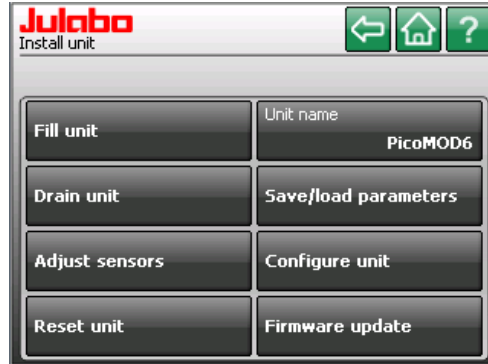 Julabo
Install unit
?
Fill unit
Unit name
PicoMOD6
Drain unit
Save/load parameters
Adjust sensors
Configure unit
Reset unit
Firmware update